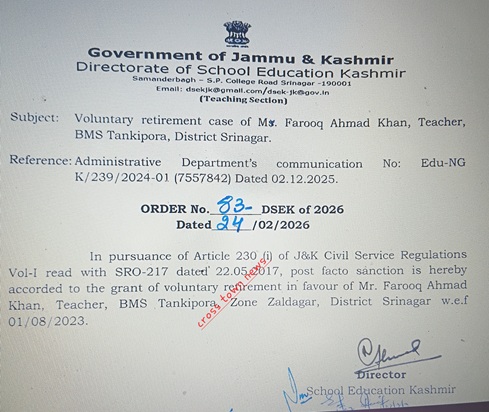 Government of Jammu & Kashmir
Directorate of School Education Kashmir
Samanderbagh – S.P. College Road Srinagar -190001
Email: dsekjk@gmail.com/dsek-jk@gov.in
(Teaching Section)
Subject: Voluntary retirement case of Mr. Farooq Ahmad Khan, Teacher,
BMS Tankipora, District Srinagar.
Reference: Administrative Department's communication No: Edu-NG
K/239/2024-01 (7557842) Dated 02.12.2025.
ORDER No. 83- DSEK of 2026
Dated 24 /02/2026
In pursuance of Article 230 (i) of J&K Civil Service Regulations
Vol-I read with SRO-217 dated 22.05.2017, post facto sanction is hereby
accorded to the grant of voluntary retirement in favour of Mr. Farooq Ahmad
Khan, Teacher, BMS Tankipora, Zone Zaldagar, District Srinagar w.e.f
01/08/2023.
cross town news
Director
School Education Kashmir